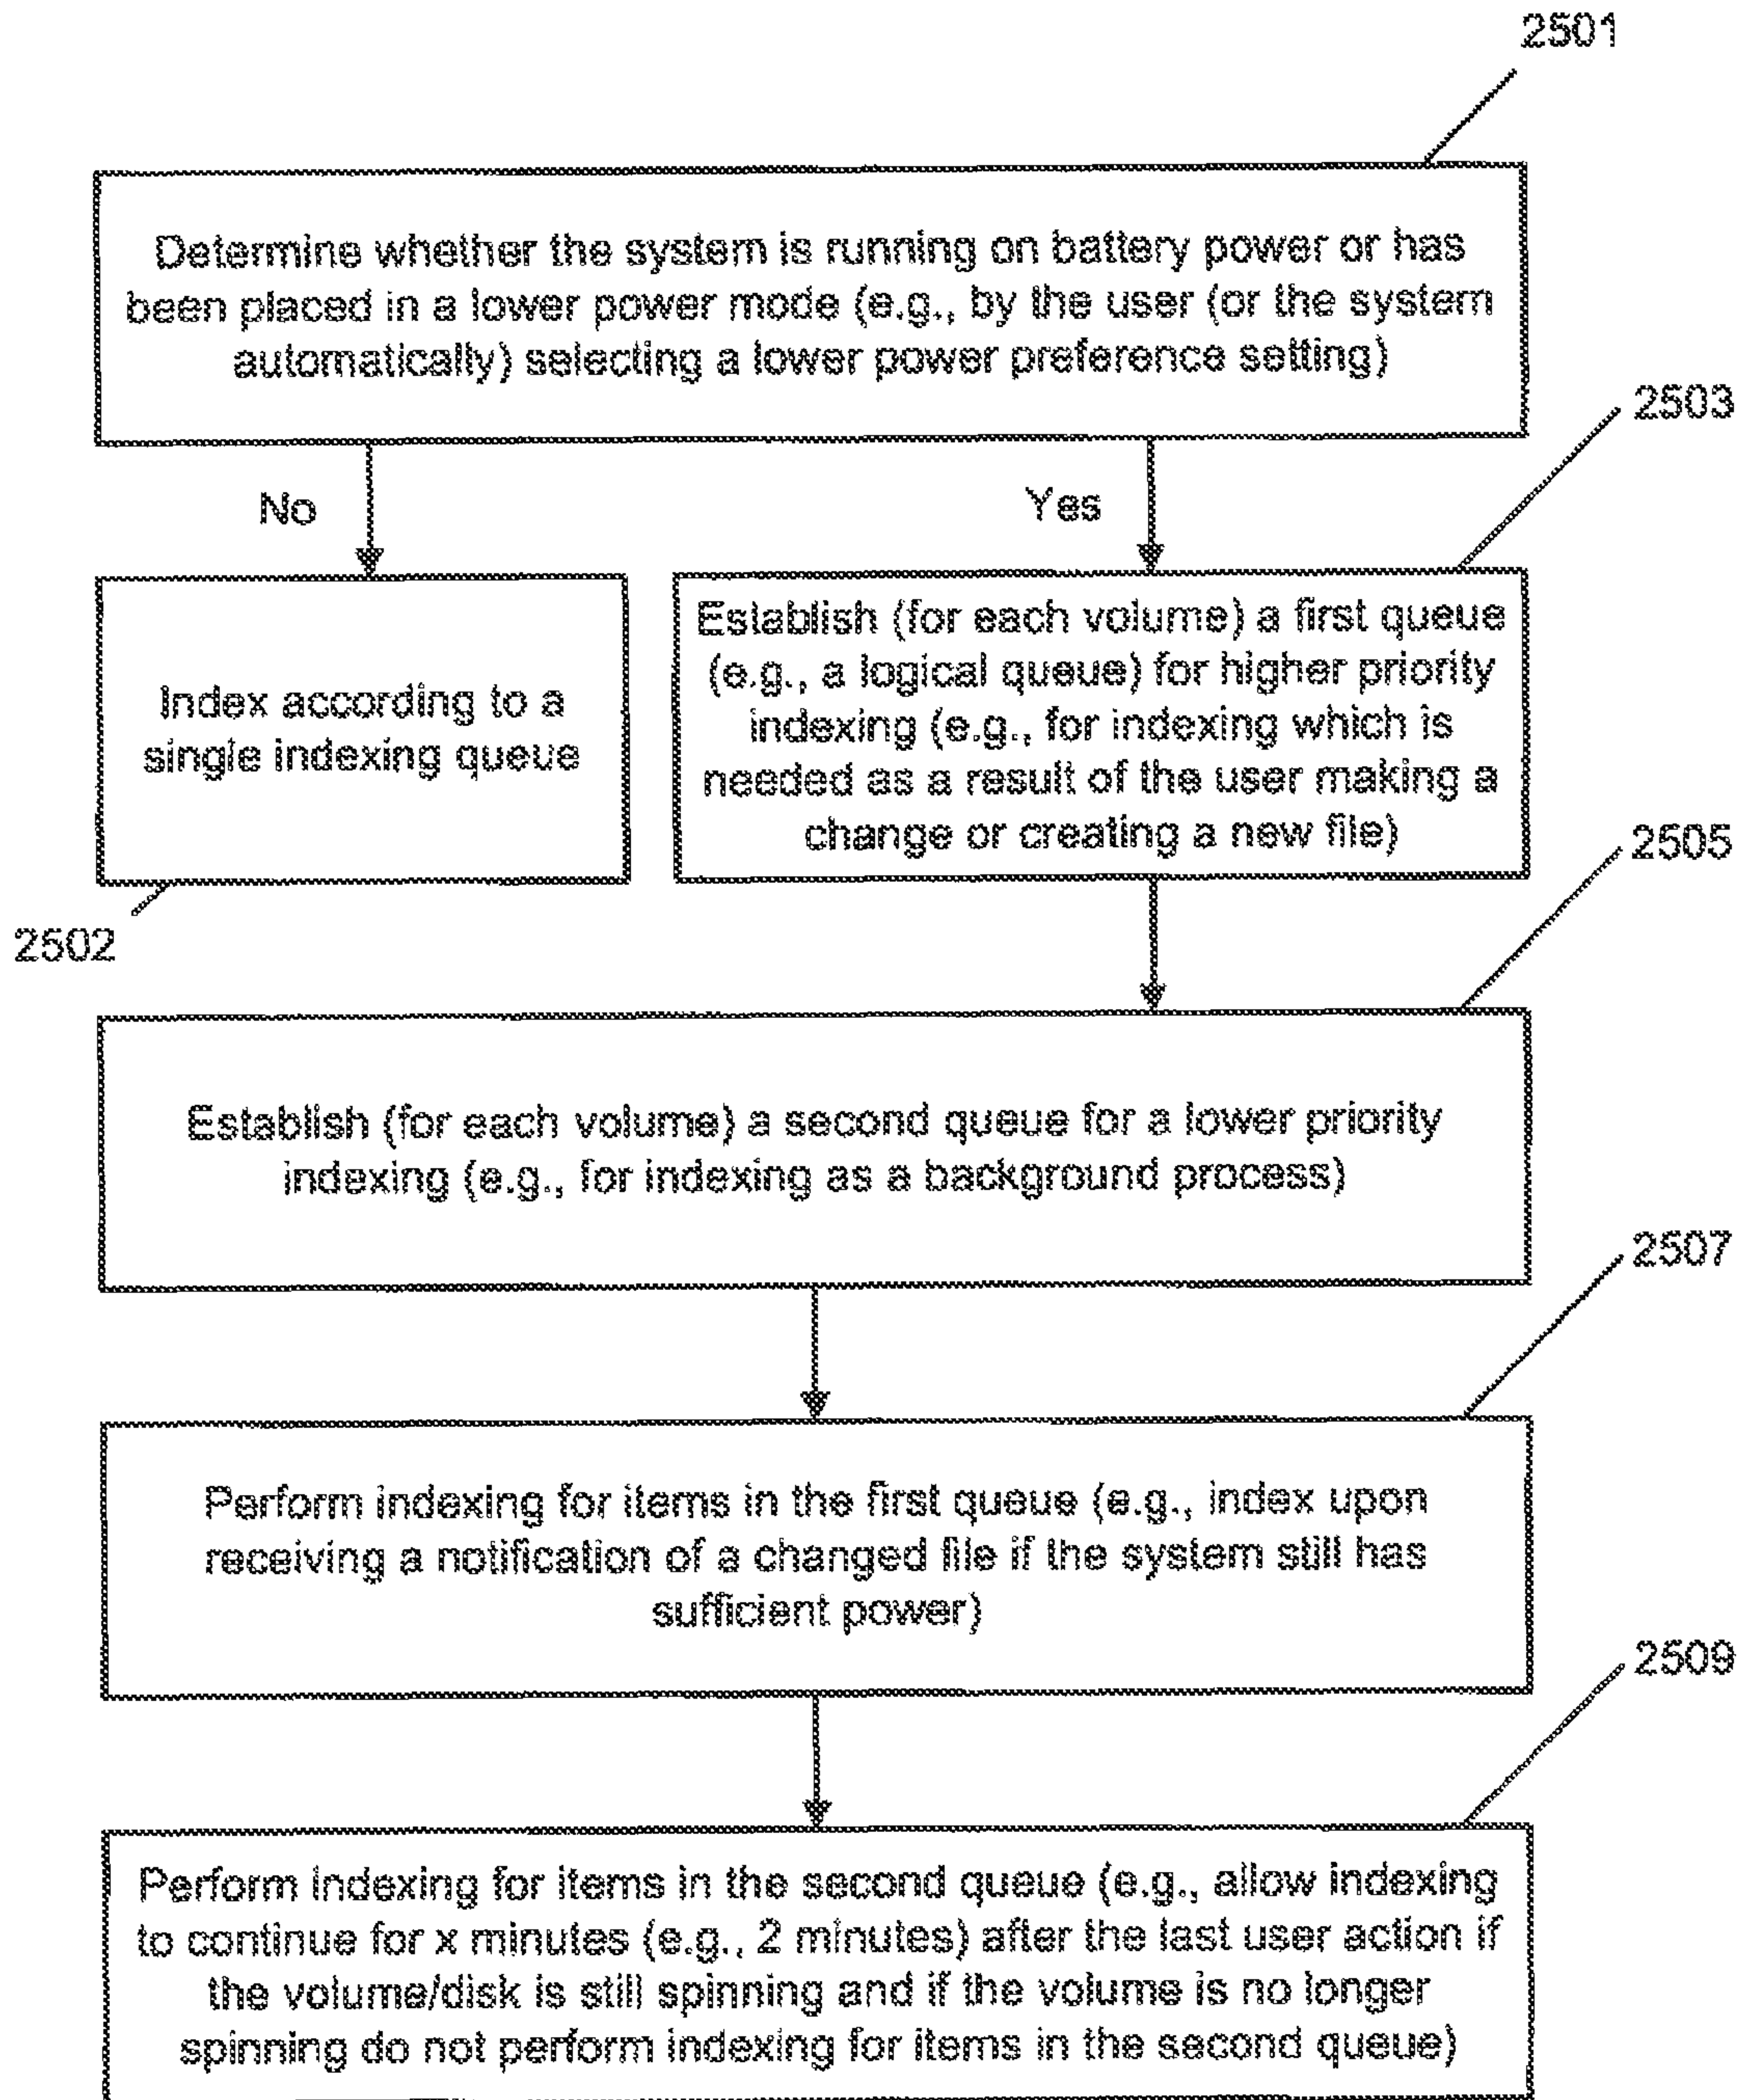 2501
Determine whether the system is running on battery power or has
been placed in a lower power mode (e.g., by the user (or the system
automatically) selecting a lower power preference setting)
2503
No
Yes
Establish (for each volume) a first queue
(e.g., a logical queue) for higher priority
indexing (e.g., for indexing which is
needed as a result of the user making a
change or creating a new file)
Index according to a
single indexing queue
2505
2502
Establish (for each volume) a second queue for a lower priority
indexing (e.g., for indexing as a background process)
2507
Perform indexing for items in the first queue (e.g., index upon
receiving a notification of a changed file if the system still has
sufficient power)
2509
Perform indexing for items in the second queue (e.g., allow indexing
to continue for x minutes (e.g., 2 minutes) after the last user action if
the volume/disk is still spinning and if the volume is no longer
spinning do not perform indexing for items in the second queue)